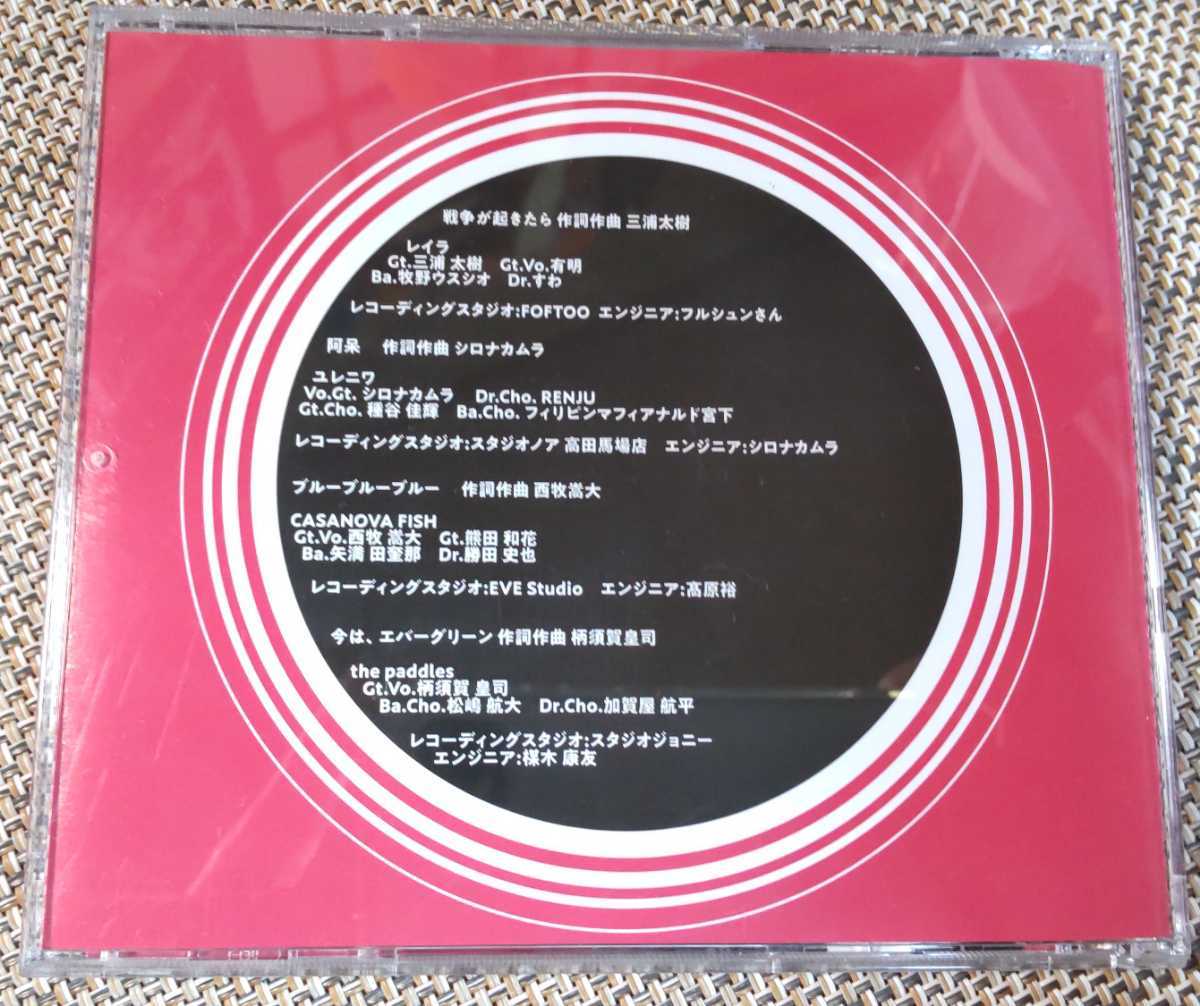 戦争が起きたら 作詞作曲 三浦太樹
レイラ
Gt.三浦 太樹 Gt.Vo.有明
Ba.牧野ウスシオ Dr.すわ
レコーディングスタジオ:FOFTOO エンジニア:フルシュンさん
阿呆 作詞作曲 シロナカムラ
ユレニワ
Vo.Gt. シロナカムラ Dr.Cho. RENJU
Gt.Cho. 種谷 佳輝 Ba.Cho. フィリピンマフィアナルド宮下
レコーディングスタジオ:スタジオノア 高田馬場店 エンジニア:シロナカムラ
ブルーブルーブルー 作詞作曲 西牧嵩大
CASANOVA FISH
Gt.Vo.西牧 嵩大 Gt.熊田 和花
Ba.矢満 田奎那 Dr.勝田 史也
レコーディングスタジオ:EVE Studio エンジニア:髙原裕
今は、エバーグリーン 作詞作曲 柄須賀皇司
the paddles
Gt.Vo.柄須賀 皇司
Ba.Cho.松嶋 航大 Dr.Cho.加賀屋 航平
レコーディングスタジオ:スタジオジョニー
エンジニア:楳木 康友